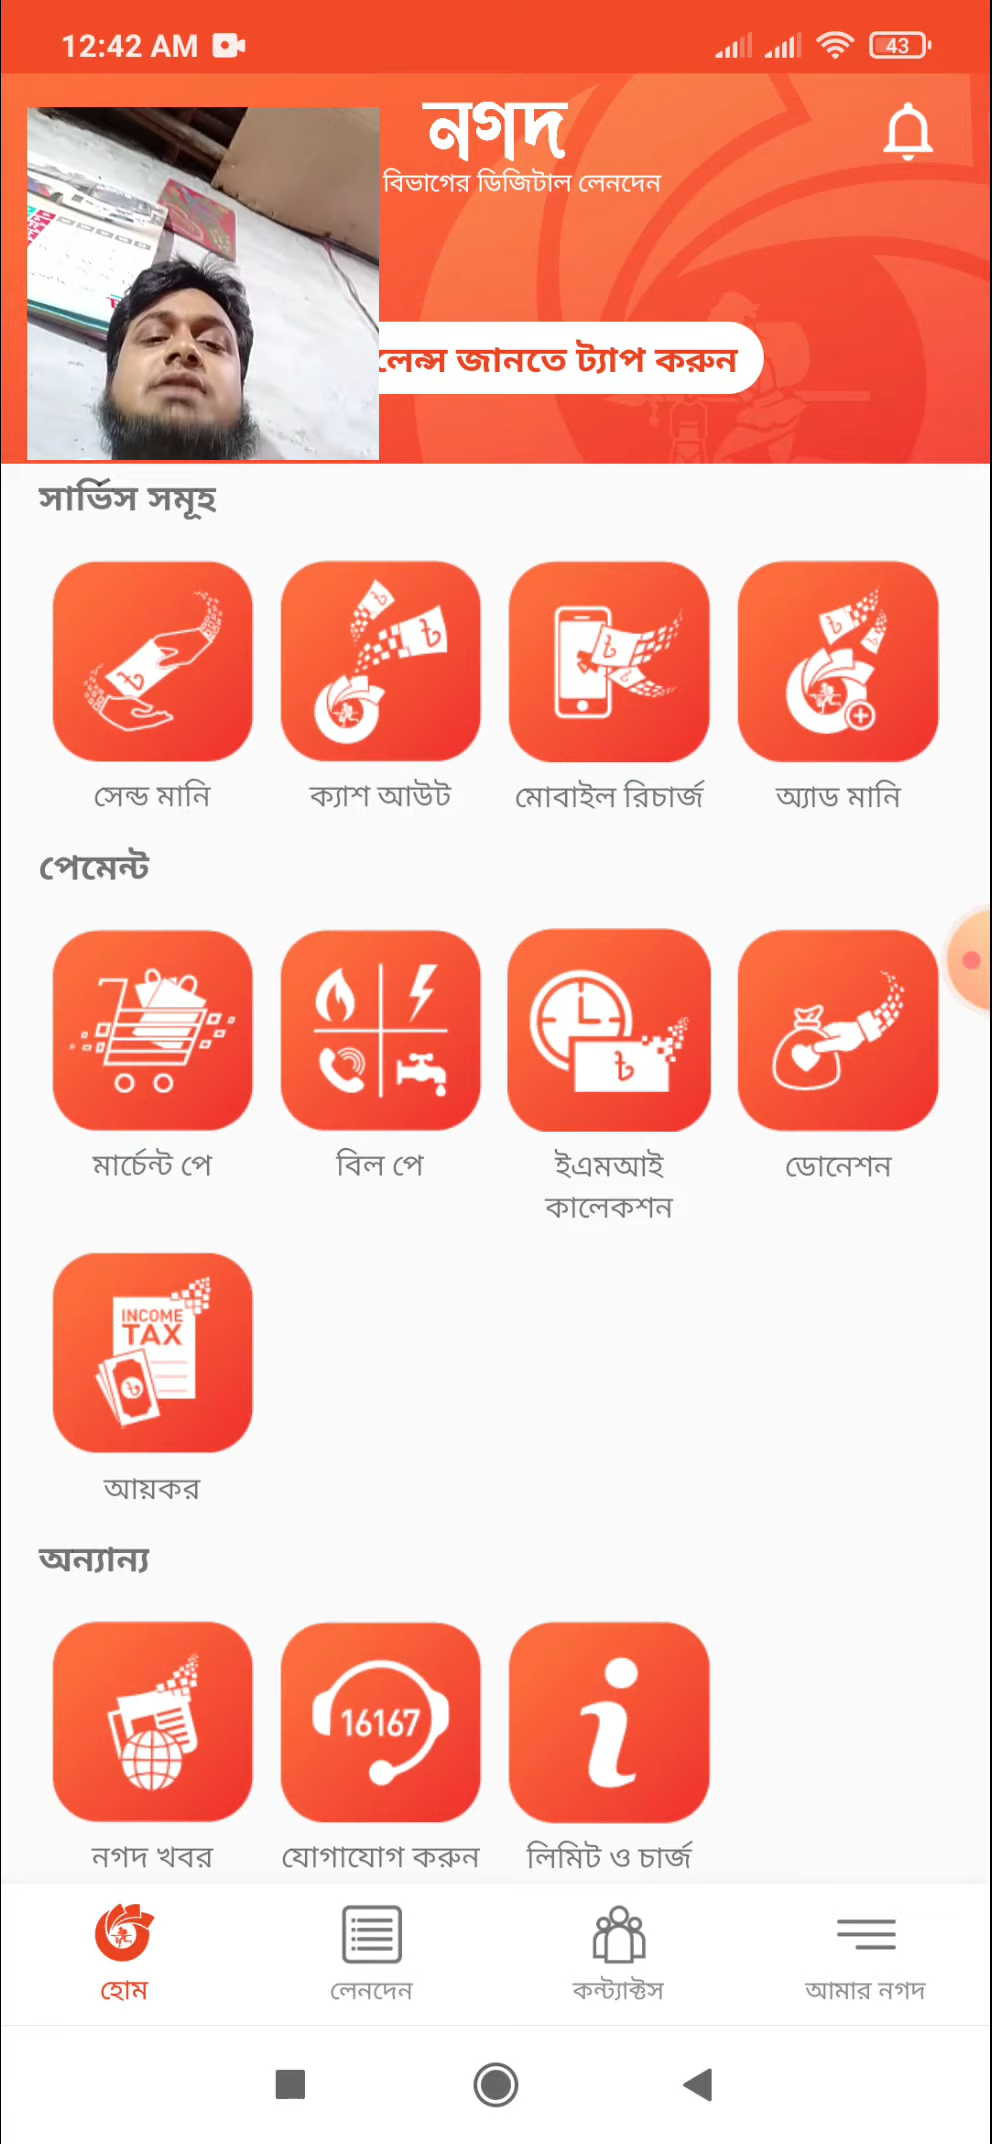 12:42 AM
43
নগদ
বিভাগের ডিজিটাল লেনদেন
লেন্স জানতে ট্যাপ করুন
সার্ভিস সমূহ
সেন্ড মানি
ক্যাশ আউট
মোবাইল রিচার্জ
অ্যাড মানি
পেমেন্ট
মার্চেন্ট পে
বিল পে
ইএমআই
কালেকশন
ডোনেশন
INCOME
TAX
আয়কর
অন্যান্য
16167
নগদ খবর
যোগাযোগ করুন
লিমিট ও চার্জ
হোম
লেনদেন
কন্ট্যাক্টস
আমার নগদ